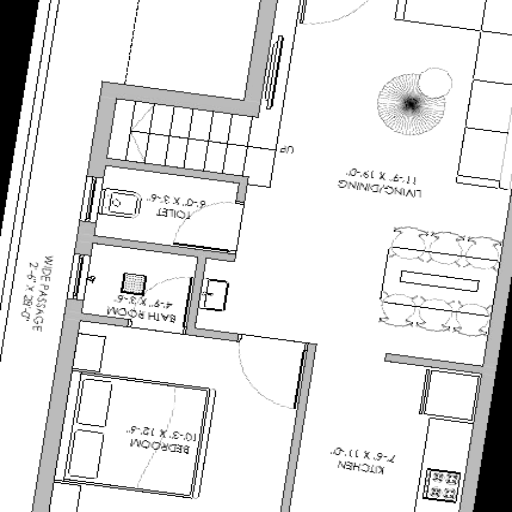 UP
LIVING/DINING
11'-9" X 19'-0"
TOILET
6'-0" X 3'-6"
BATH ROOM
4'-9" X 3'-6"
WIDE PASSAGE
2'-6" X 28'-0"
BEDROOM
10'-3" X 12'-6"
KITCHEN
7'-6" X 11'-0"